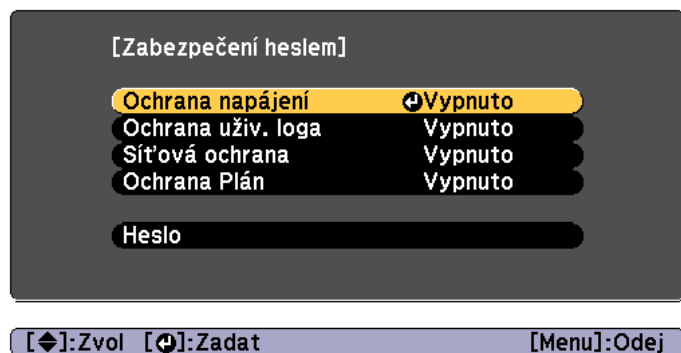 [Zabezpečení heslem]
Ochrana napájení Vypnuto
Ochrana uživ. loga Vypnuto
Síťová ochrana Vypnuto
Ochrana Plán Vypnuto
Heslo
[◆]:Zvol [⏎]:Zadat [Menu]:Odej